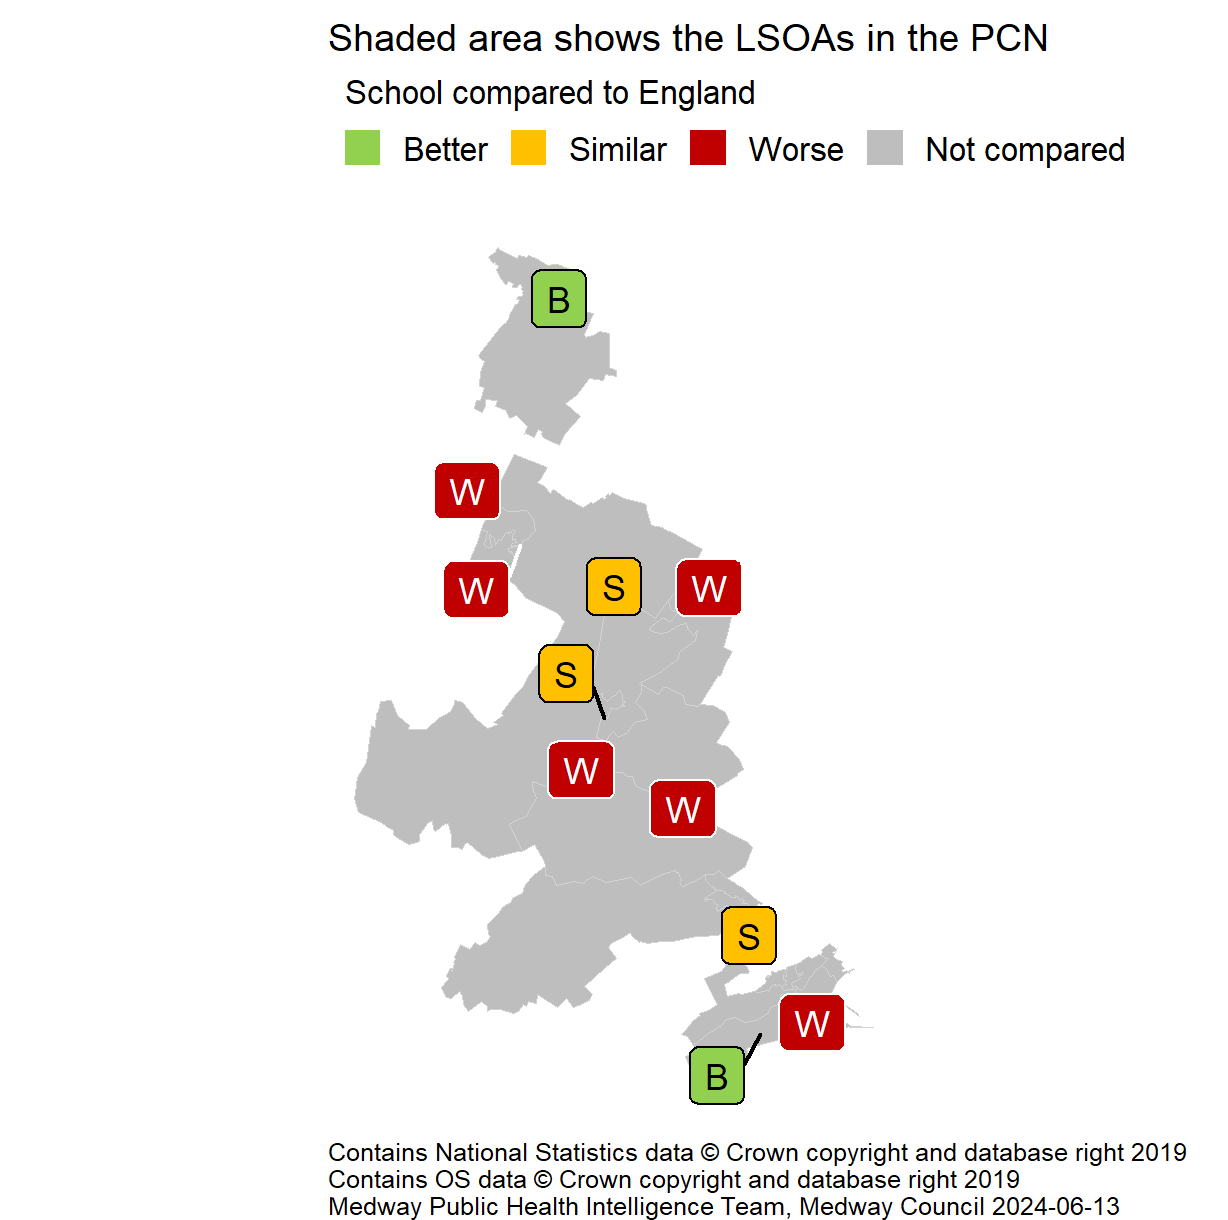 Shaded area shows the LSOAs in the PCN
School compared to England
Better Similar Worse Not compared
B
W
W
S
W
S
W
W
S
W
B
Contains National Statistics data © Crown copyright and database right 2019
Contains OS data © Crown copyright and database right 2019
Medway Public Health Intelligence Team, Medway Council 2024-06-13